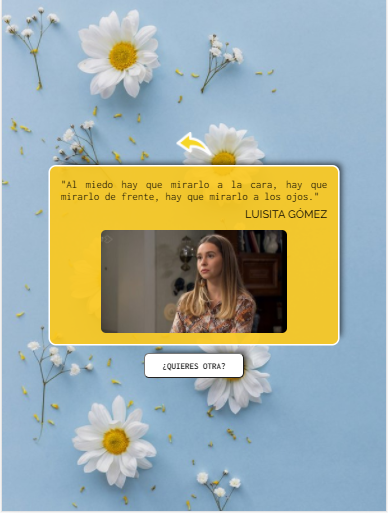 "Al miedo hay que mirarlo a la cara, hay que
mirarlo de frente, hay que mirarlo a los ojos."
LUISITA GÓMEZ
¿QUIERES OTRA?